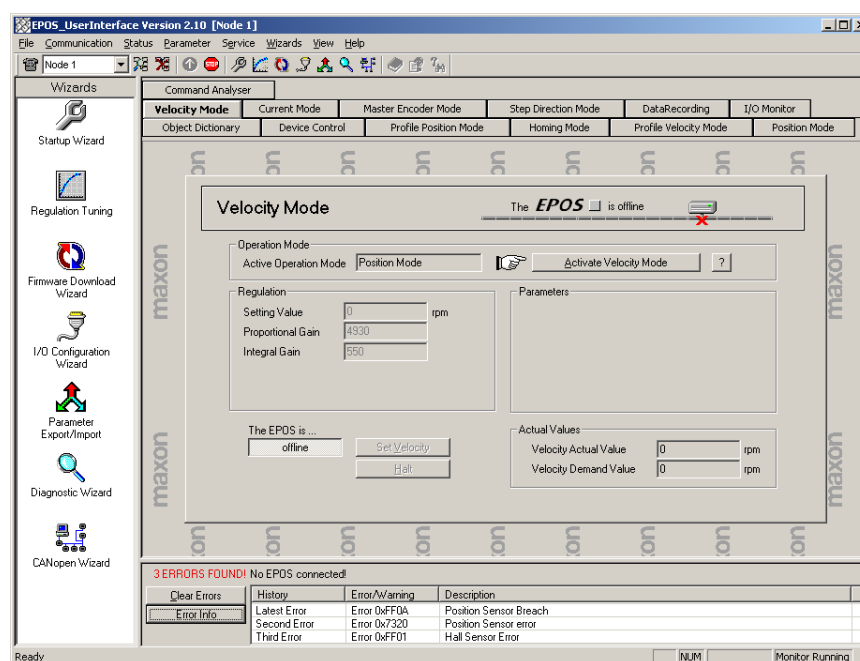 EPOS_UserInterface Version 2.10 [Node 1]
File Communication Status Parameter Service Wizards View Help
Node 1
Wizards
Startup Wizard
Regulation Tuning
Firmware Download
Wizard
I/O Configuration
Wizard
Parameter
Export/Import
Diagnostic Wizard
CANopen Wizard
Command Analyser
Velocity Mode Current Mode Master Encoder Mode Step Direction Mode DataRecording I/O Monitor
Object Dictionary Device Control Profile Position Mode Homing Mode Profile Velocity Mode Position Mode
Velocity Mode
The EPOS is offline
Operation Mode
Active Operation Mode Position Mode Activate Velocity Mode ?
Regulation
Setting Value 0 rpm
Proportional Gain 4930
Integral Gain 550
Parameters
The EPOS is ...
offline
Set Velocity
Halt
Actual Values
Velocity Actual Value 0 rpm
Velocity Demand Value 0 rpm
maxon
maxon
maxon
maxon
3 ERRORS FOUND! No EPOS connected!
Clear Errors
Error Info
History Error/Warning Description
Latest Error Error 0xFF0A Position Sensor Breach
Second Error Error 0x7320 Position Sensor error
Third Error Error 0xFF01 Hall Sensor Error
Ready NUM Monitor Running